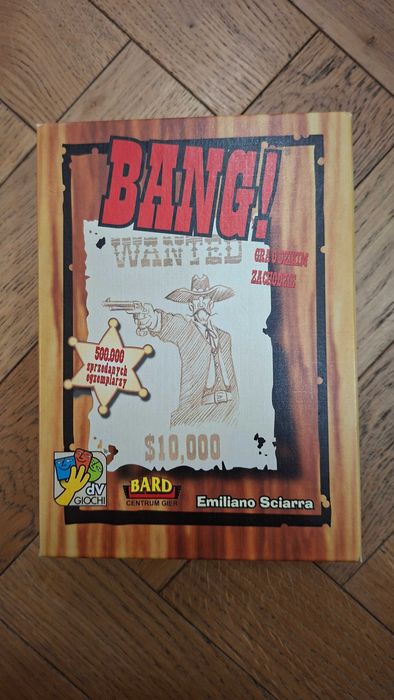 BANG!
WANTED
GRA O DZIKIM
ZACHODZIE
500.000
sprzedanych
egzemplarzy
$10,000
dV
GIOCHI
BARD
CENTRUM GIER
Emiliano Sciarra